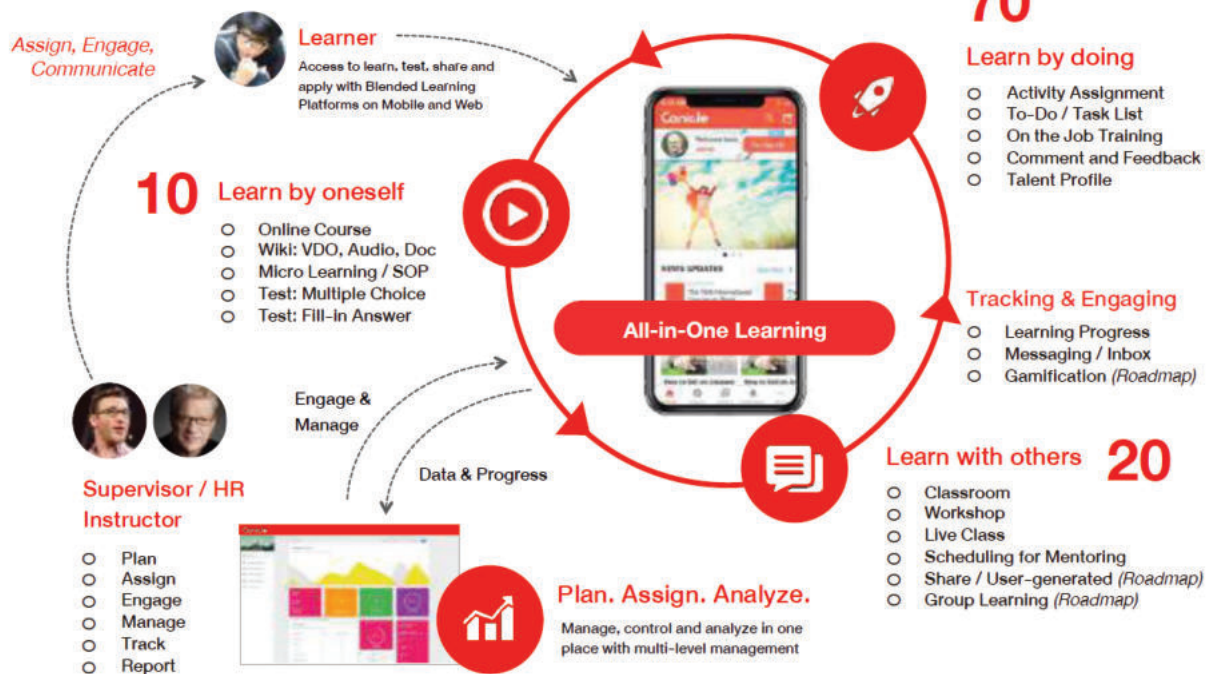 70
Learn by doing
Activity Assignment
To-Do / Task List
On the Job Training
Comment and Feedback
Talent Profile
Assign, Engage,
Communicate
Learner
Access to learn, test, share and
apply with Blended Learning
Platforms on Mobile and Web
10
Learn by oneself
Online Course
Wiki: VDO, Audio, Doc
Micro Learning / SOP
Test: Multiple Choice
Test: Fill-in Answer
Conicle
NEWS UPDATES
All-in-One Learning
Tracking & Engaging
Learning Progress
Messaging / Inbox
Gamification (Roadmap)
Engage &
Manage
Data & Progress
Learn with others
20
Classroom
Workshop
Live Class
Scheduling for Mentoring
Share / User-generated (Roadmap)
Group Learning (Roadmap)
Supervisor / HR
Instructor
Plan
Assign
Engage
Manage
Track
Report
Conicle
Plan. Assign. Analyze.
Manage, control and analyze in one
place with multi-level management